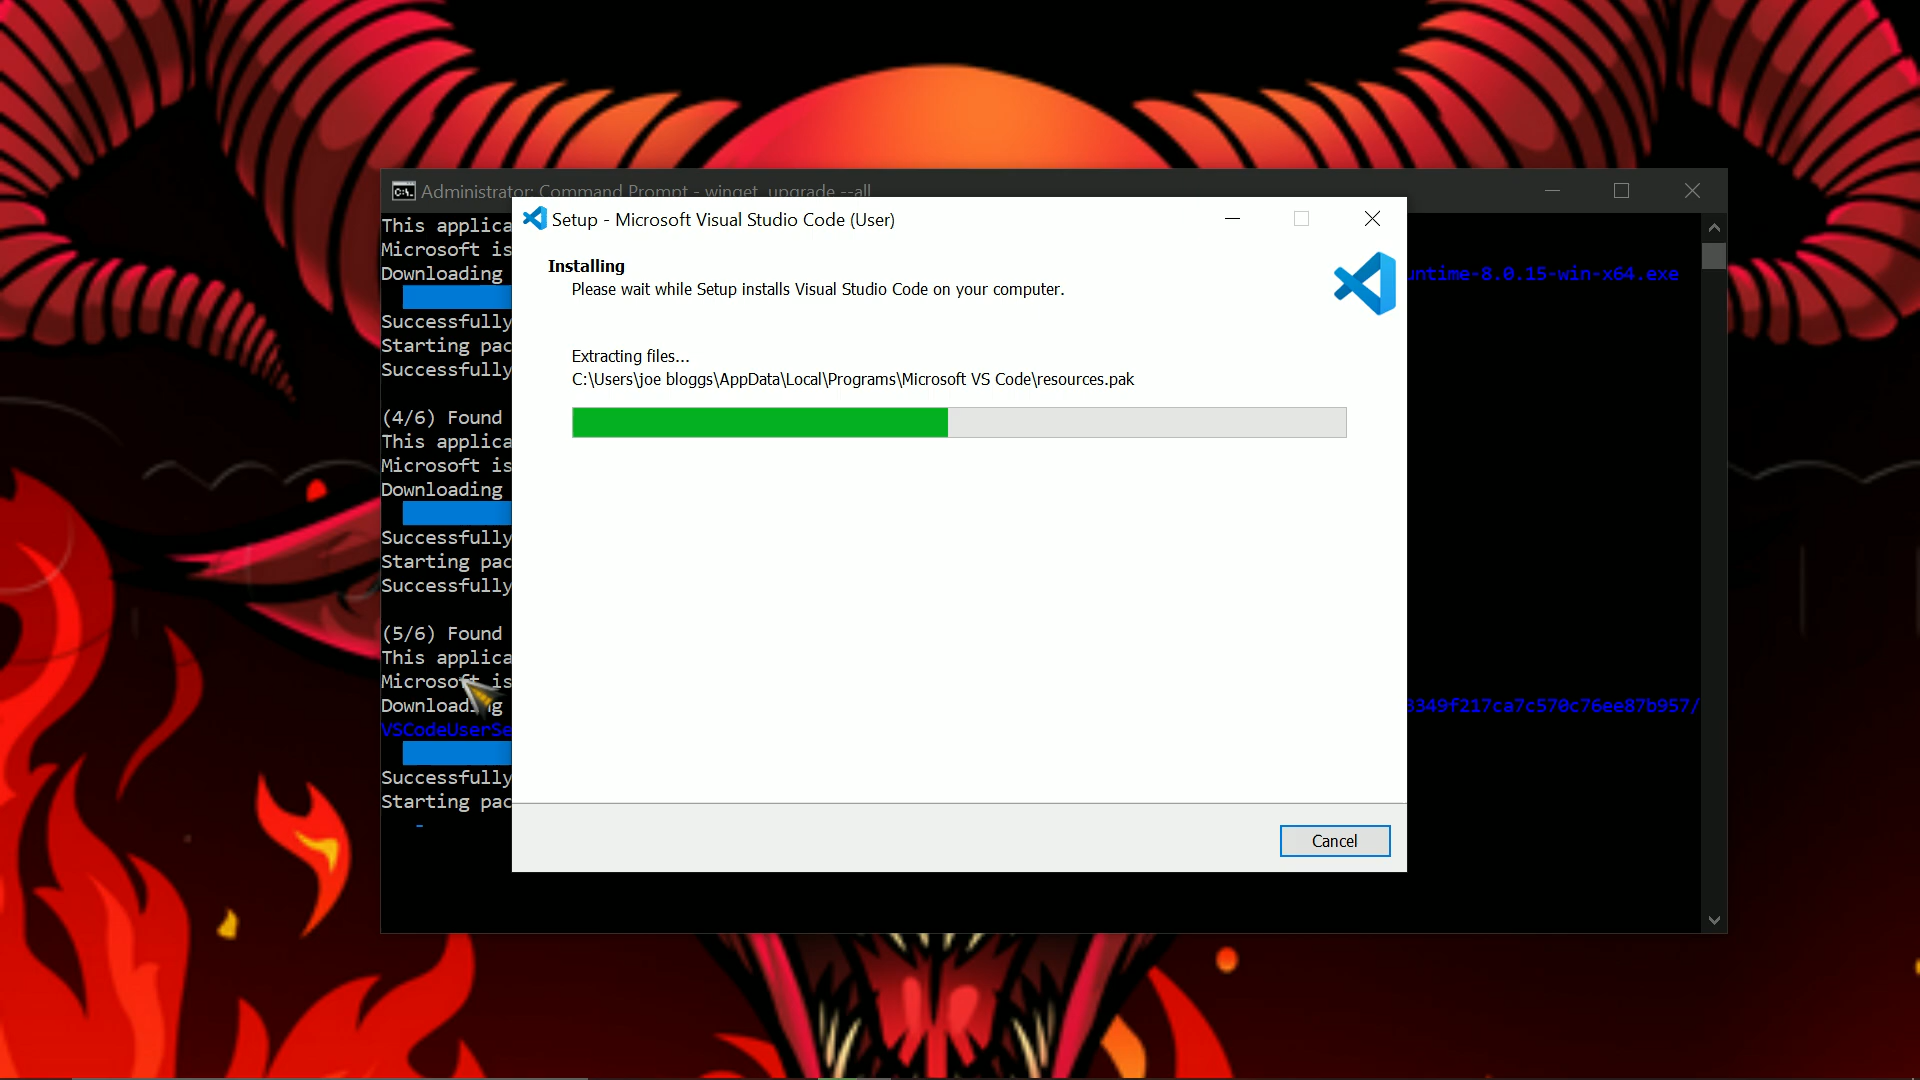 Administrator: Command Prompt - winget upgrade --all
Setup - Microsoft Visual Studio Code (User)
Installing
Please wait while Setup installs Visual Studio Code on your computer.
Extracting files...
C:\Users\joe bloggs\AppData\Local\Programs\Microsoft VS Code\resources.pak
Cancel
This applica
Microsoft is
Downloading untime-8.0.15-win-x64.exe
Successfully
Starting pac
Successfully
(4/6) Found
This applica
Microsoft is
Downloading
Successfully
Starting pac
Successfully
(5/6) Found
This applica
Microsoft is
Downloading 3349f217ca7c570c76ee87b957/
VSCodeUserSe
Successfully
Starting pac
-